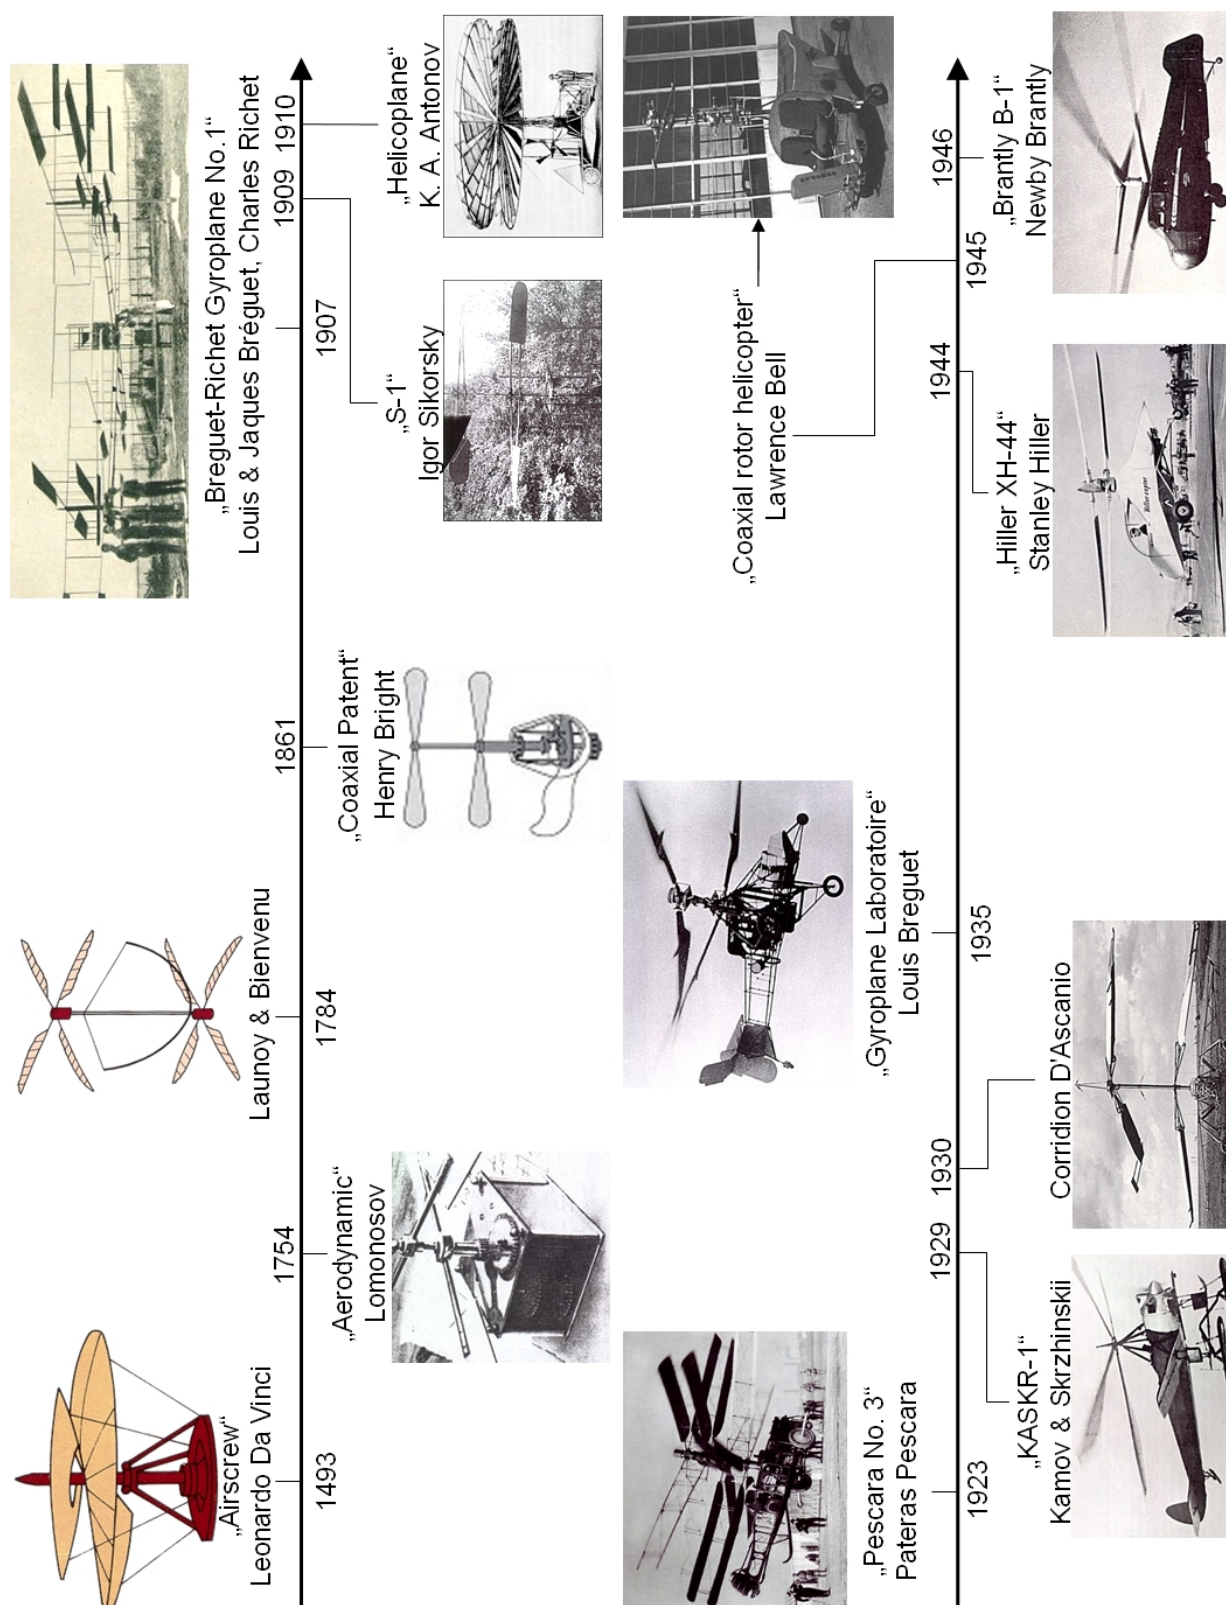 „Airscrew“
Leonardo Da Vinci
1493
1754
„Aerodynamic“
Lomonosov
Launoy & Bienvenu
1784
1861
„Coaxial Patent“
Henry Bright
„Breguet-Richet Gyroplane No.1“
Louis & Jaques Bréguet, Charles Richet
1907
1909
1910
„S-1“
Igor Sikorsky
„Helicoplane“
K. A. Antonov
„Pescara No. 3“
Pateras Pescara
1923
1929
„KASKR-1“
Kamov & Skrzhinskii
1930
Corridion D'Ascanio
„Gyroplane Laboratoire“
Louis Breguet
1935
„Coaxial rotor helicopter“
Lawrence Bell
1944
„Hiller XH-44“
Stanley Hiller
Hiller-copter
1945
1946
„Brantly B-1“
Newby Brantly